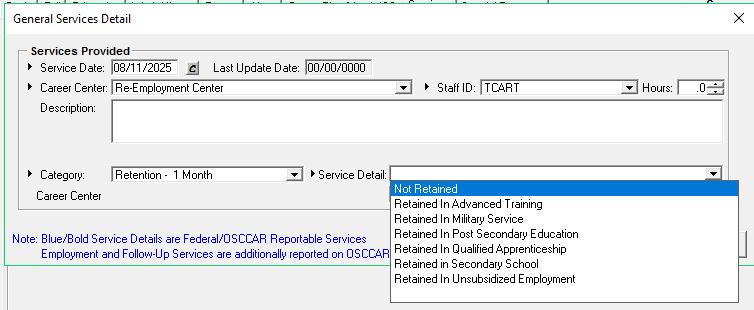 General Services Detail
Services Provided
Service Date: 08/11/2025 C Last Update Date: 00/00/0000
Career Center: Re-Employment Center Staff ID: TCART Hours: .0
Description:
Category: Retention - 1 Month Service Detail:
Career Center
Not Retained
Retained In Advanced Training
Retained In Military Service
Retained In Post Secondary Education
Retained In Qualified Apprenticeship
Retained in Secondary School
Retained In Unsubsidized Employment
Note: Blue/Bold Service Details are Federal/OSCCAR Reportable Services
Employment and Follow-Up Services are additionally reported on OSCCAR